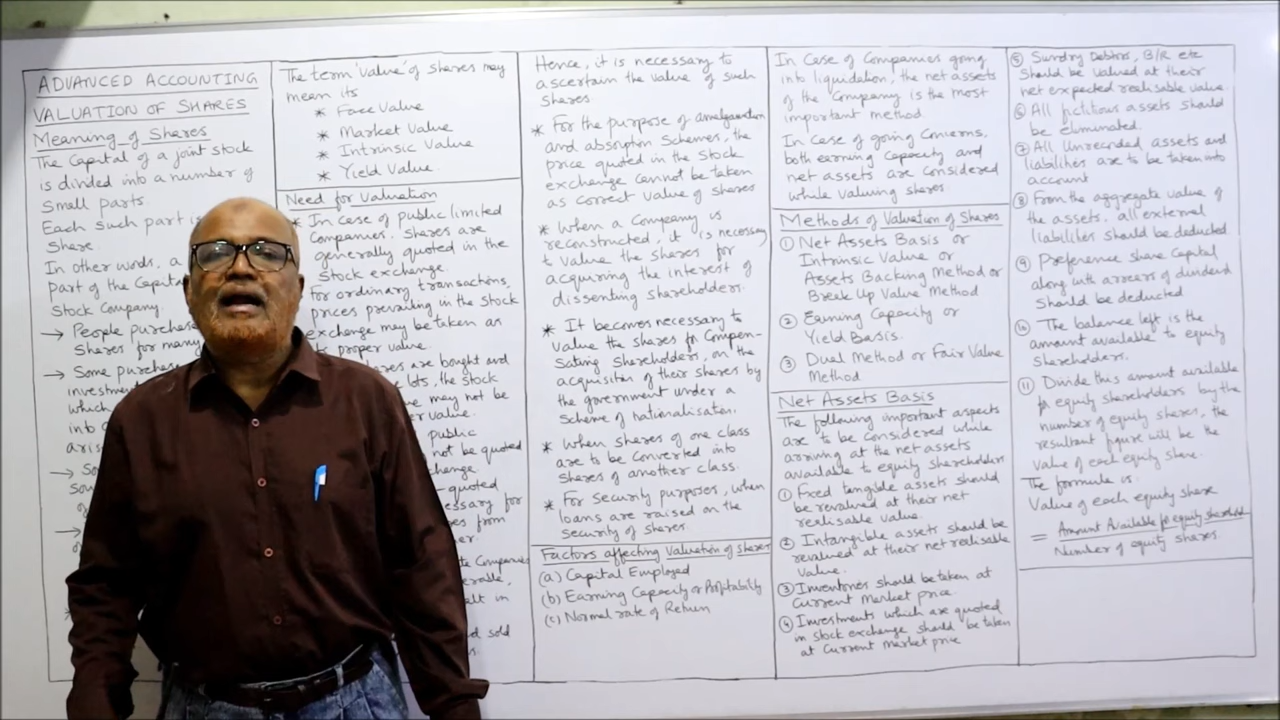 ADVANCED ACCOUNTING
VALUATION OF SHARES
Meaning of Shares
The Capital of a joint stock
is divided into a number of
small parts.
Each such part is
Share.
In other words, a
part of the Capital
Stock Company.
→ People purchase
Shares for many
→ Some purchase
investment
which
into
→
→
The term 'Value' of shares may
mean its
* Face Value
* Market Value
* Intrinsic Value
* Yield Value.
Need for Valuation
* In case of public limited
Companies. Shares are
generally quoted in the
Stock exchange.
For ordinary transactions,
prices prevailing in the stock
exchange may be taken as
proper value.
are bought and
lots, the stock
may not be
value.
public
not be quoted
quoted
for
from
Companies
in
sold
Hence, it is necessary to
ascertain the value of such
shares.
* For the purpose of amalgamation
and absorption Schemes, the
price quoted in the Stock
exchange cannot be taken
as correct value of shares
* When a Company is
reconstructed, it is necessary
to value the shares for
acquiring the interest of
dissenting shareholders.
* It becomes necessary to
value the shares for Compen-
sating Shareholders, on the
acquisition of their shares by
the government under a
Scheme of nationalisation.
* When shares of one class
are to be converted into
shares of another class.
* For security purposes, when
loans are raised on the
security of shares.
Factors affecting Valuation of shares
(a) Capital Employed
(b) Earning Capacity or Profitability
(c) Normal rate of Return
In Case of Companies going
into liquidation, the net assets
of the Company is the most
important method.
In case of going Concerns,
both earning Capacity and
net assets are considered
while valuing shares.
Methods of Valuation of Shares
① Net Assets Basis or
Intrinsic Value or
Assets Backing Method or
Break Up Value Method
② Earning Capacity or
Yield Basis.
③ Dual Method or Fair Value
Method
Net Assets Basis
The following important aspects
are to be considered while
arriving at the net assets
available to equity shareholders
① Fixed tangible assets should
be revalued at their net
realisable value.
② Intangible assets should be
revalued at their net realisable
value.
③ Inventories should be taken at
Current market price.
④ Investments which are quoted
in stock exchange should be taken
at Current market price
⑤ Sundry Debtors, B/R etc
should be valued at their
net expected realisable value.
⑥ All fictitious assets should
be eliminated.
⑦ All unrecorded assets and
liabilities are to be taken into
account
⑧ From the aggregate value of
the assets, all external
liabilities should be deducted
⑨ Preference share Capital
along with arrears of dividend
should be deducted
⑩ The balance left is the
amount available to equity
shareholders.
⑪ Divide this amount available
for equity shareholders by the
number of equity shares, the
resultant figure will be the
value of each equity share.
The formula is.
Value of each equity share
= Amount Available for equity shareholders
Number of equity shares.